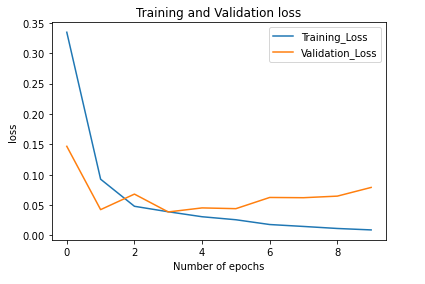 Training and Validation loss
Training_Loss
Validation_Loss
loss
0.35
0.30
0.25
0.20
0.15
0.10
0.05
0.00
0 2 4 6 8
Number of epochs